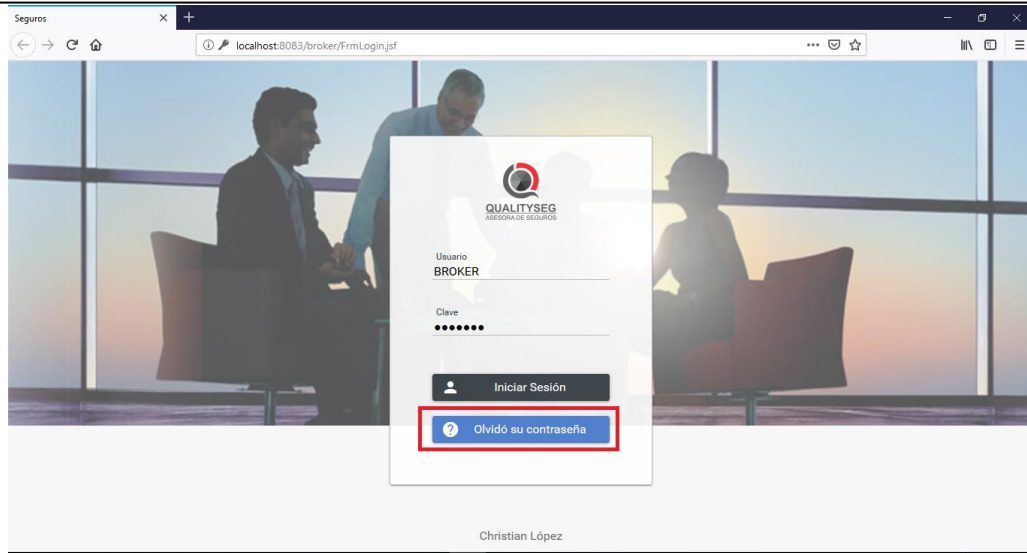 Seguros
localhost:8083/broker/FrmLogin.jsf
QUALITYSEG
ASESORA DE SEGUROS
Usuario
BROKER
Clave
•••••••
Iniciar Sesión
? Olvidó su contraseña
Christian López